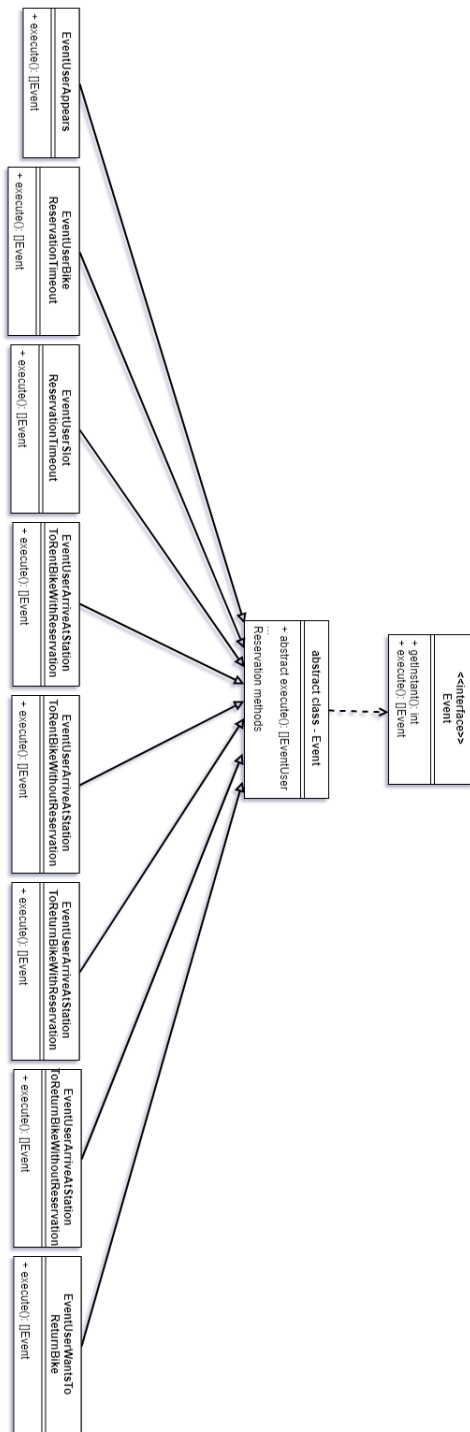 <<interface>>
Event
+ getInstant(): int
+ execute(): []Event
abstract class - Event
+ abstract execute(): []EventUser
...
Reservation methods
EventUserAppears
+ execute(): []Event
EventUserBike
ReservationTimeout
+ execute(): []Event
EventUserSlot
ReservationTimeout
+ execute(): []Event
EventUserArriveAtStation
ToRentBikeWithReservation
+ execute(): []Event
EventUserArriveAtStation
ToRentBikeWithoutReservation
+ execute(): []Event
EventUserArriveAtStation
ToReturnBikeWithReservation
+ execute(): []Event
EventUserArriveAtStation
ToReturnBikeWithoutReservation
+ execute(): []Event
EventUserWantsTo
ReturnBike
+ execute(): []Event